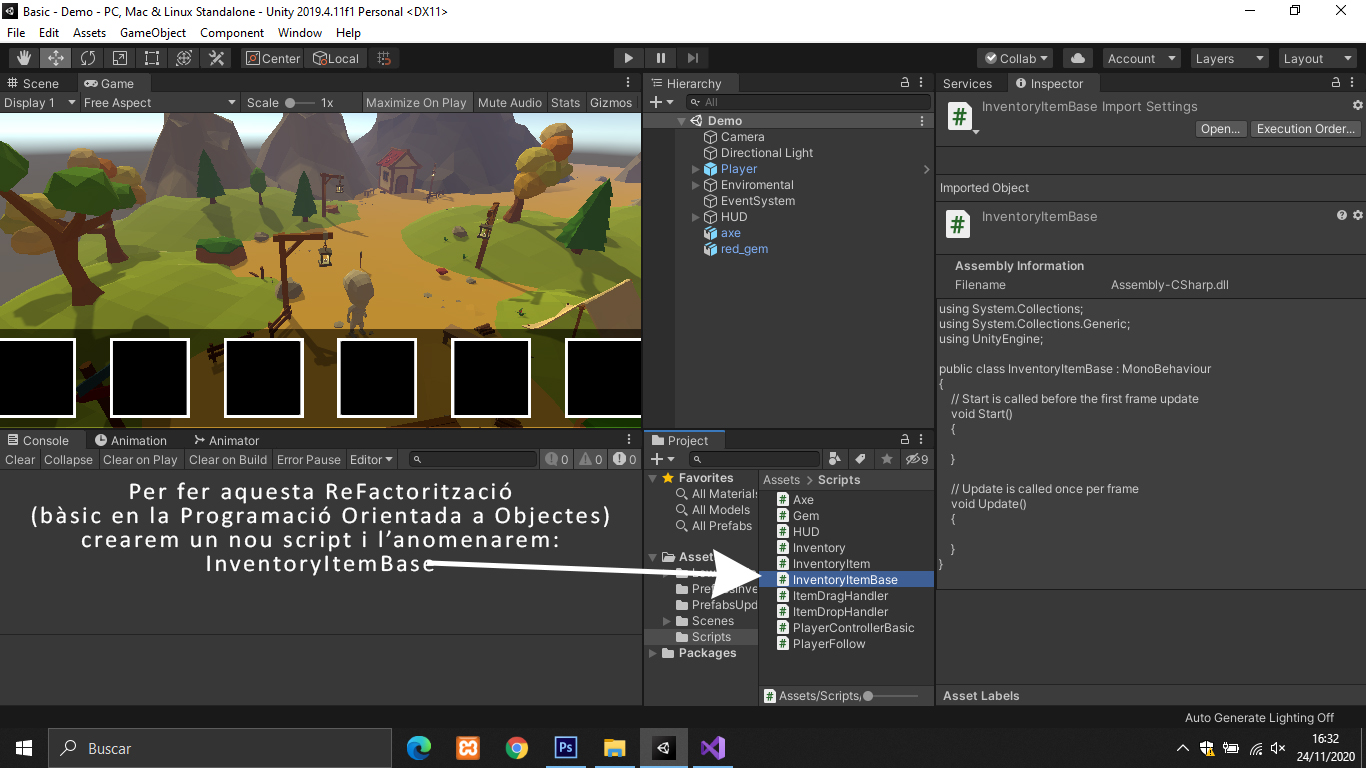 Basic - Demo - PC, Mac & Linux Standalone - Unity 2019.4.11f1 Personal <DX11>
File Edit Assets GameObject Component Window Help
Center Local Collab Account Layers Layout
Scene Game
Display 1 Free Aspect Scale 1x Maximize On Play Mute Audio Stats Gizmos
Hierarchy
All
Demo
Camera
Directional Light
Player
Enviromental
EventSystem
HUD
axe
red_gem
Services Inspector
InventoryItemBase Import Settings
Open... Execution Order...
Imported Object
InventoryItemBase
Assembly Information
Filename Assembly-CSharp.dll
using System.Collections;
using System.Collections.Generic;
using UnityEngine;
public class InventoryItemBase : MonoBehaviour
{
// Start is called before the first frame update
void Start()
{
}
// Update is called once per frame
void Update()
{
}
}
Asset Labels
Console Animation Animator
Clear Collapse Clear on Play Clear on Build Error Pause Editor 0 0 0
Per fer aquesta ReFactorització
(bàsic en la Programació Orientada a Objectes)
crearem un nou script i l’anomenarem:
InventoryItemBase
Project
9
Favorites
All Materials
All Models
All Prefabs
Asset
PrefabsInve
PrefabsUpd
Scenes
Scripts
Packages
Assets > Scripts
Axe
Gem
HUD
Inventory
InventoryItem
InventoryItemBase
ItemDragHandler
ItemDropHandler
PlayerControllerBasic
PlayerFollow
Assets/Scripts/
Auto Generate Lighting Off
Buscar
16:32
24/11/2020